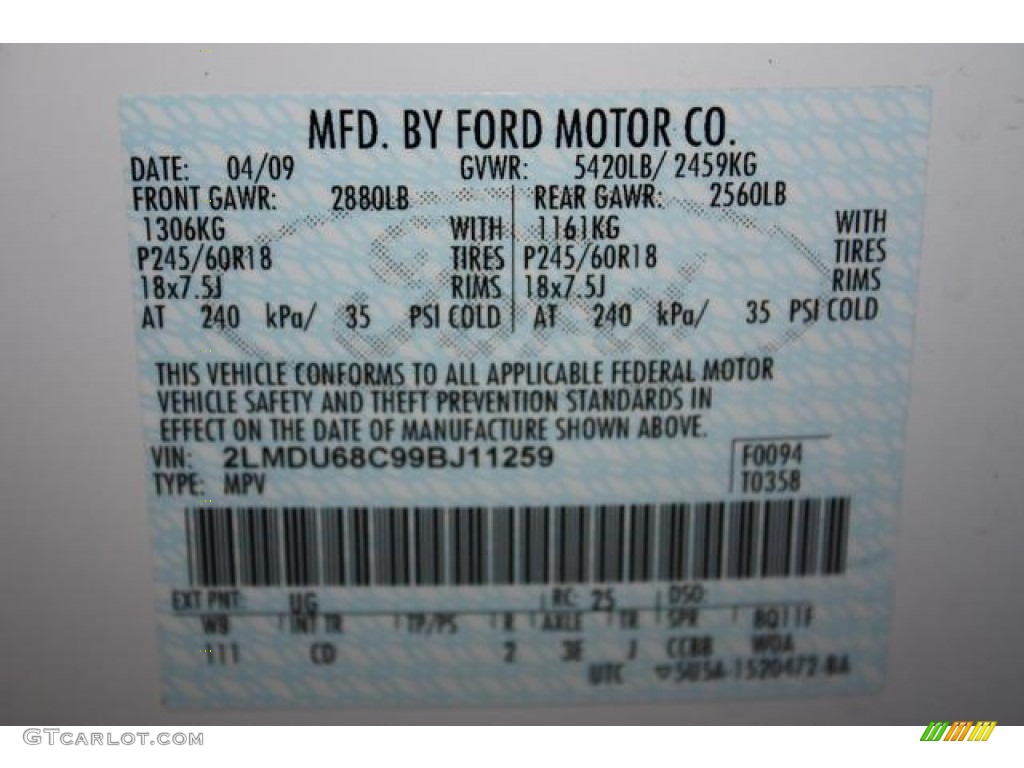 MFD. BY FORD MOTOR CO.
DATE: 04/09 GVWR: 5420LB/ 2459KG
FRONT GAWR: 2880LB REAR GAWR: 2560LB
1306KG WITH 1161KG WITH
P245/60R18 TIRES P245/60R18 TIRES
18x7.5J RIMS 18x7.5J RIMS
AT 240 kPa/ 35 PSI COLD AT 240 kPa/ 35 PSI COLD
THIS VEHICLE CONFORMS TO ALL APPLICABLE FEDERAL MOTOR
VEHICLE SAFETY AND THEFT PREVENTION STANDARDS IN
EFFECT ON THE DATE OF MANUFACTURE SHOWN ABOVE.
VIN: 2LMDU68C99BJ11259 F0094
TYPE: MPV T0358
EXT PNT: UG RC: 25 DSO:
WB INT TR TP/PS R AXLE TR SPR
111 CD 2 3E J
UTC
GTCARLOT.COM